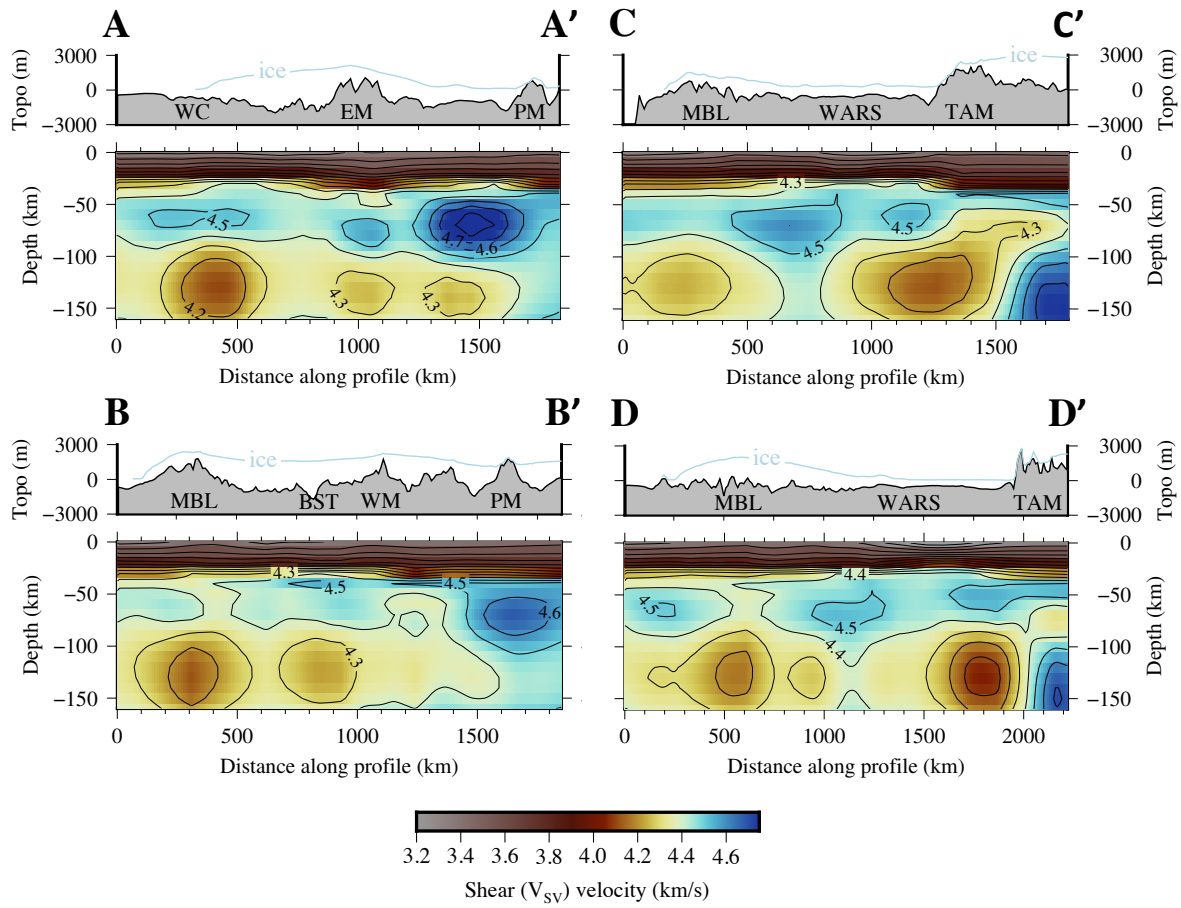 A A′
Topo (m)
3000
0
−3000
ice
WC EM PM
Depth (km)
0
−50
−100
−150
4.5
4.7
4.6
4.2
4.3
4.3
0 500 1000 1500
Distance along profile (km)
C C′
3000
0
−3000
Topo (m)
ice
MBL WARS TAM
0
−50
−100
−150
Depth (km)
4.3
4.5
4.5
4.3
0 500 1000 1500
Distance along profile (km)
B B′
Topo (m)
3000
0
−3000
ice
MBL BST WM PM
Depth (km)
0
−50
−100
−150
4.3
4.5
4.6
4.3
0 500 1000 1500
Distance along profile (km)
D D′
3000
0
−3000
Topo (m)
ice
MBL WARS TAM
0
−50
−100
−150
Depth (km)
4.4
4.5
4.5
4.4
0 500 1000 1500 2000
Distance along profile (km)
3.2 3.4 3.6 3.8 4.0 4.2 4.4 4.6
Shear (V<sub>SV</sub>) velocity (km/s)